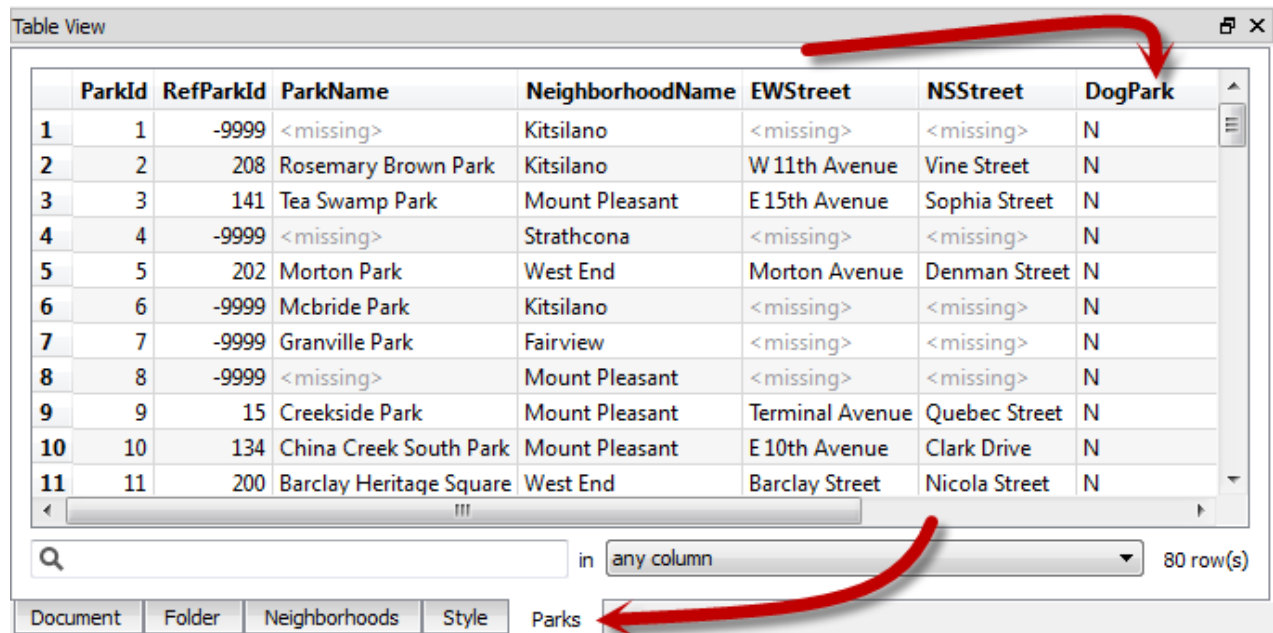 Table View
ParkId RefParkId ParkName NeighborhoodName EWStreet NSStreet DogPark
1 1 -9999 <missing> Kitsilano <missing> <missing> N
2 2 208 Rosemary Brown Park Kitsilano W 11th Avenue Vine Street N
3 3 141 Tea Swamp Park Mount Pleasant E 15th Avenue Sophia Street N
4 4 -9999 <missing> Strathcona <missing> <missing> N
5 5 202 Morton Park West End Morton Avenue Denman Street N
6 6 -9999 Mcbride Park Kitsilano <missing> <missing> N
7 7 -9999 Granville Park Fairview <missing> <missing> N
8 8 -9999 <missing> Mount Pleasant <missing> <missing> N
9 9 15 Creekside Park Mount Pleasant Terminal Avenue Quebec Street N
10 10 134 China Creek South Park Mount Pleasant E 10th Avenue Clark Drive N
11 11 200 Barclay Heritage Square West End Barclay Street Nicola Street N
in any column 80 row(s)
Document Folder Neighborhoods Style Parks